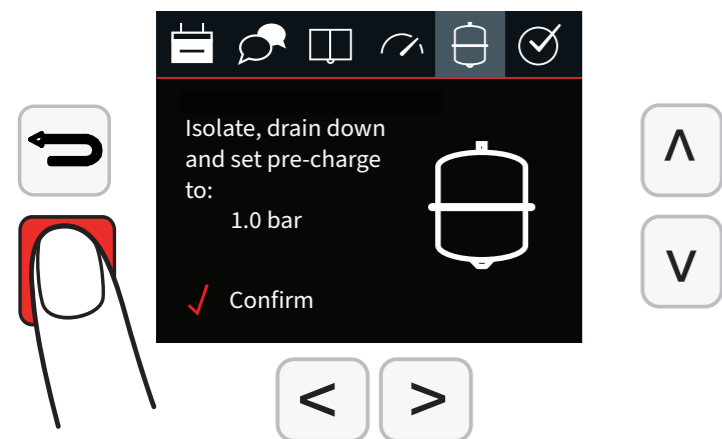 Isolate, drain down
and set pre-charge
to:
1.0 bar
Confirm